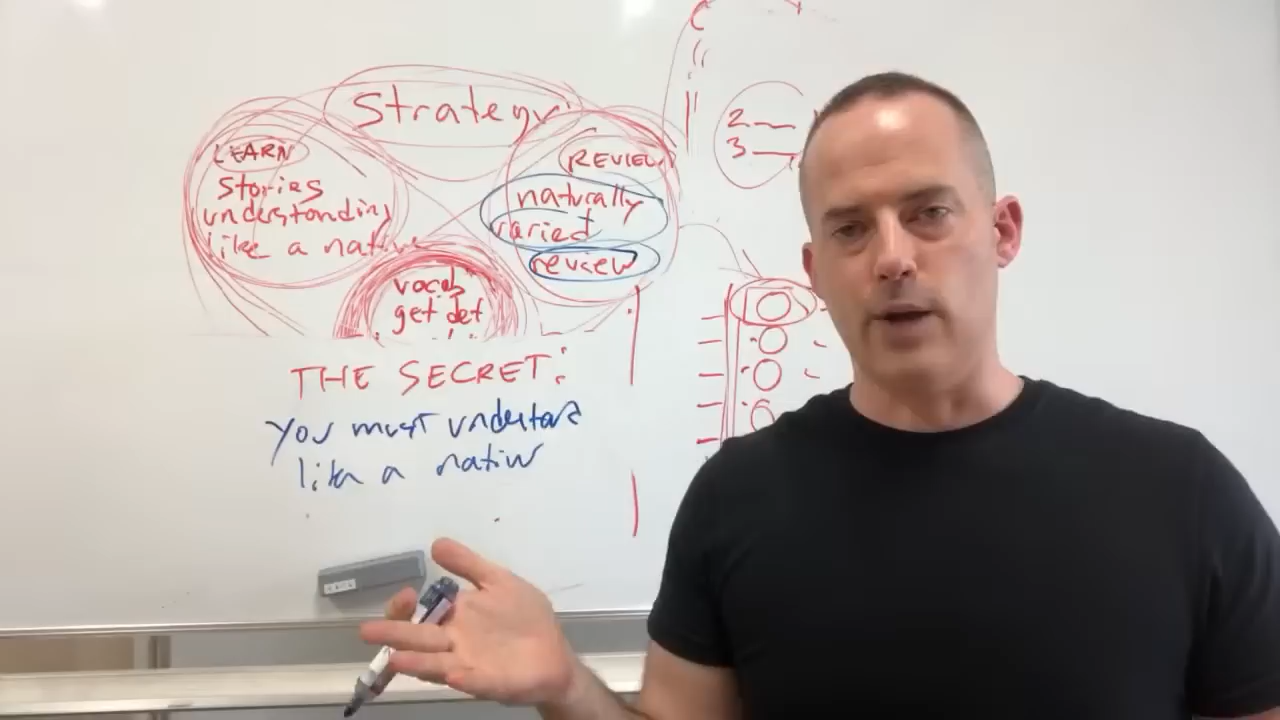 Strategy
LEARN
stories
understanding
like a native
REVIEW
naturally
varied
review
vocab
get def
THE SECRET:
You must understand
like a native
2.
3